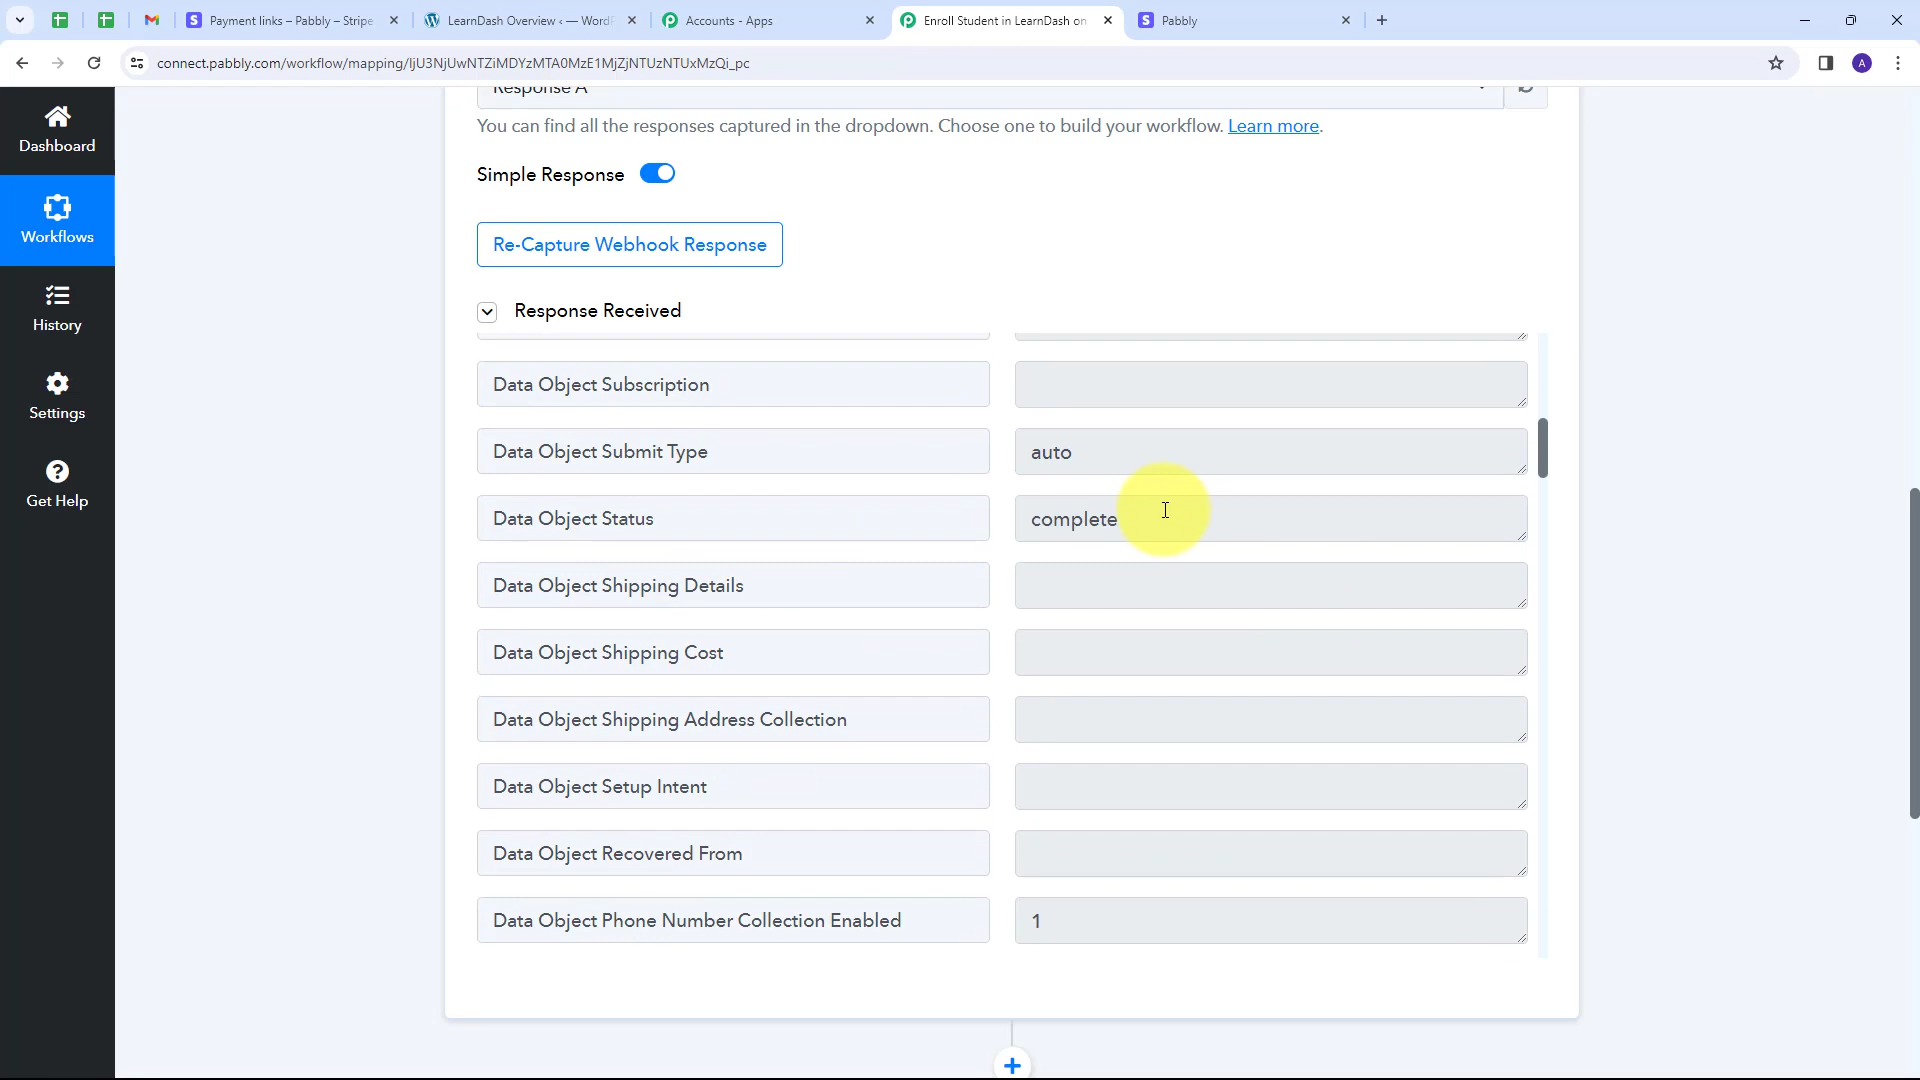 Payment links – Pabbly – Stripe
LearnDash Overview ‹ — Word
Accounts - Apps
Enroll Student in LearnDash on
Pabbly
connect.pabbly.com/workflow/mapping/IjU3NjUwNTZiMDYzMTA0MzE1MjZjNTUzNTUxMzQi_pc
A
Dashboard
Workflows
History
Settings
Get Help
Response A
You can find all the responses captured in the dropdown. Choose one to build your workflow. Learn more.
Simple Response
Re-Capture Webhook Response
Response Received
Data Object Subscription
Data Object Submit Type
auto
Data Object Status
complete
Data Object Shipping Details
Data Object Shipping Cost
Data Object Shipping Address Collection
Data Object Setup Intent
Data Object Recovered From
Data Object Phone Number Collection Enabled
1